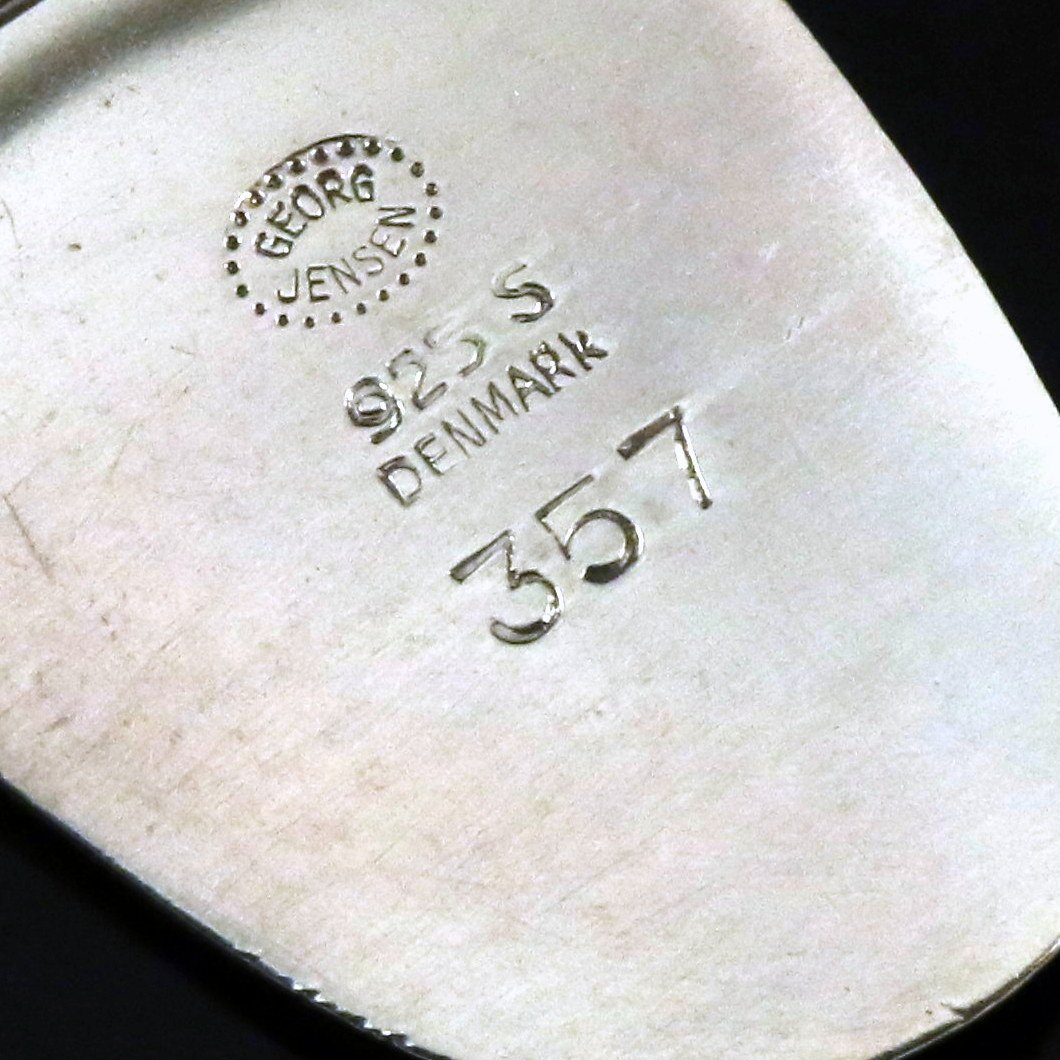 GEORG
JENSEN
925 S
DENMARK
357